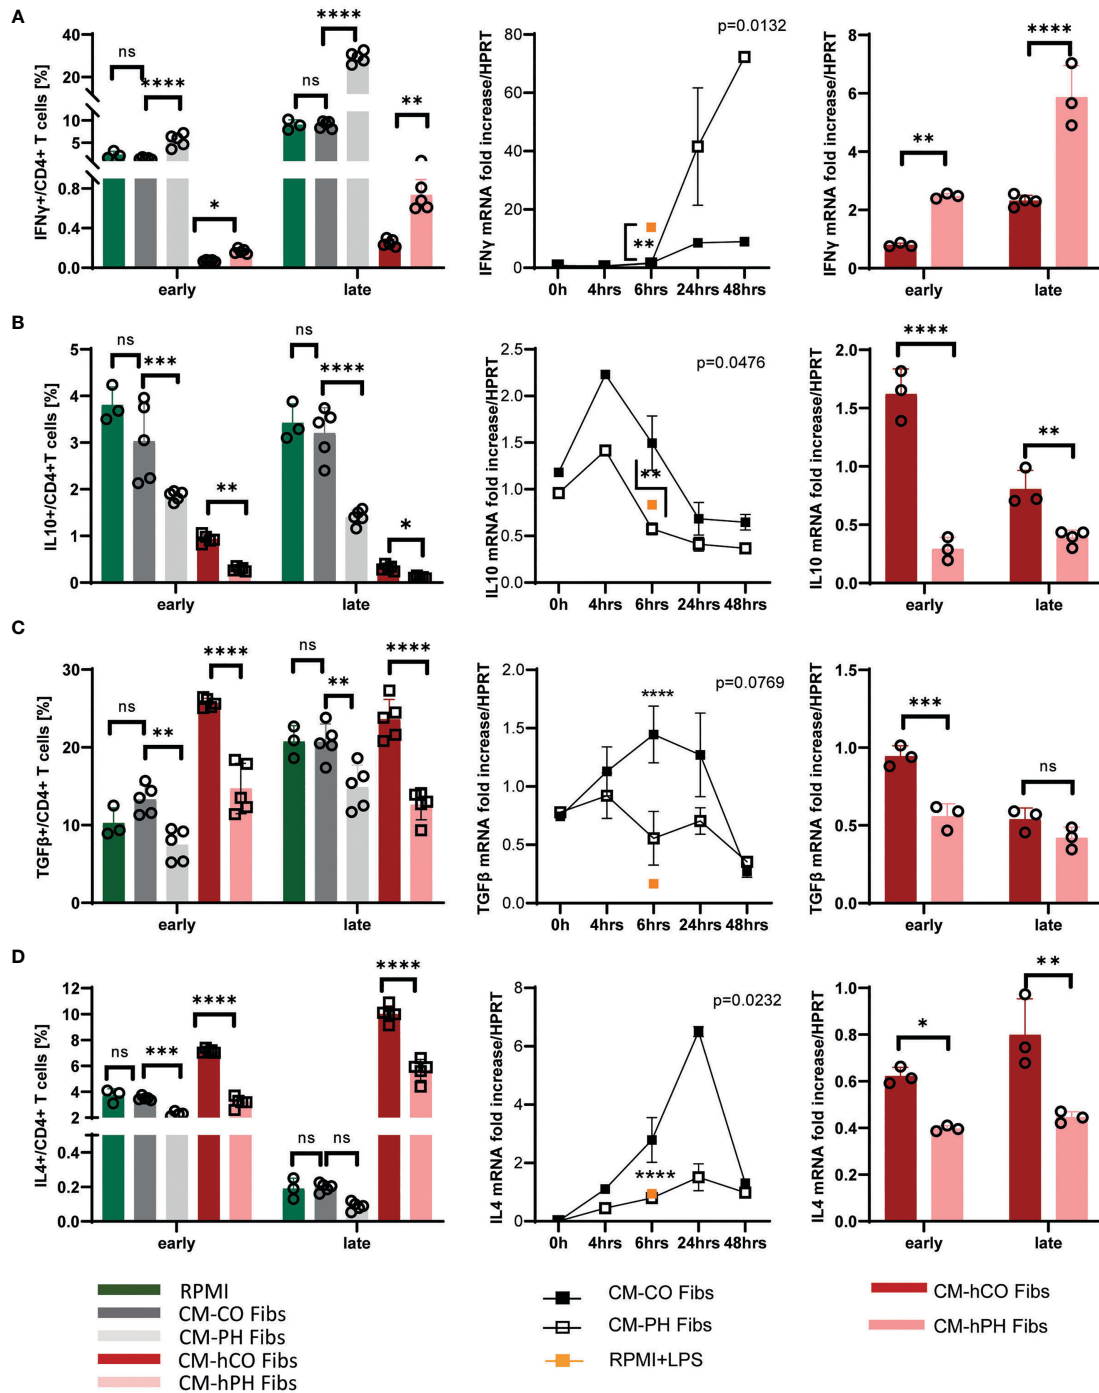 A
IFNγ+/CD4+ T cells [%]
40
20
10
5
0.8
0.4
0.0
ns
****
*
ns
****
**
early
late
IFNγ mRNA fold increase/HPRT
80
60
40
20
0
p=0.0132
**
0h 4hrs 6hrs 24hrs 48hrs
IFNγ mRNA fold increase/HPRT
8
6
4
2
0
**
****
early
late
B
IL10+/CD4+T cells [%]
5
4
3
2
1
0
ns
***
**
ns
****
*
early
late
IL10 mRNA fold increase/HPRT
2.5
2.0
1.5
1.0
0.5
0.0
p=0.0476
**
0h 4hrs 6hrs 24hrs 48hrs
IL10 mRNA fold increase/HPRT
2.0
1.5
1.0
0.5
0.0
****
**
early
late
C
TGFβ+/CD4+ T cells [%]
30
20
10
0
ns
**
****
ns
**
****
early
late
TGFβ mRNA fold increase/HPRT
2.0
1.5
1.0
0.5
0.0
p=0.0769
****
0h 4hrs 6hrs 24hrs 48hrs
TGFβ mRNA fold increase/HPRT
1.5
1.0
0.5
0.0
***
ns
early
late
D
IL4+/CD4+ T cells [%]
12
10
8
6
4
2
0.4
0.2
0.0
ns
***
****
ns
ns
****
early
late
IL4 mRNA fold increase/HPRT
8
6
4
2
0
p=0.0232
****
0h 4hrs 6hrs 24hrs 48hrs
IL4 mRNA fold increase/HPRT
1.0
0.8
0.6
0.4
0.2
0.0
*
**
early
late
RPMI
CM-CO Fibs
CM-PH Fibs
CM-hCO Fibs
CM-hPH Fibs
CM-CO Fibs
CM-PH Fibs
RPMI+LPS
CM-hCO Fibs
CM-hPH Fibs